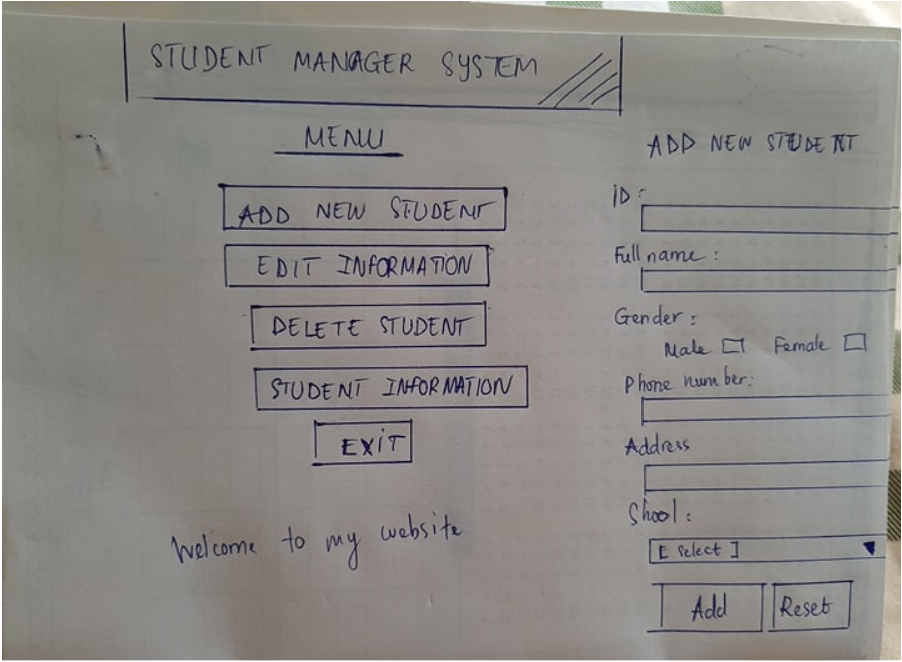 STUDENT MANAGER SYSTEM
MENU
ADD NEW STUDENT
EDIT INFORMATION
DELETE STUDENT
STUDENT INFORMATION
EXIT
Welcome to my website
ADD NEW STUDENT
ID:
Full name:
Gender:
Male Female
Phone number:
Address
Shool:
[ Select ]
Add Reset